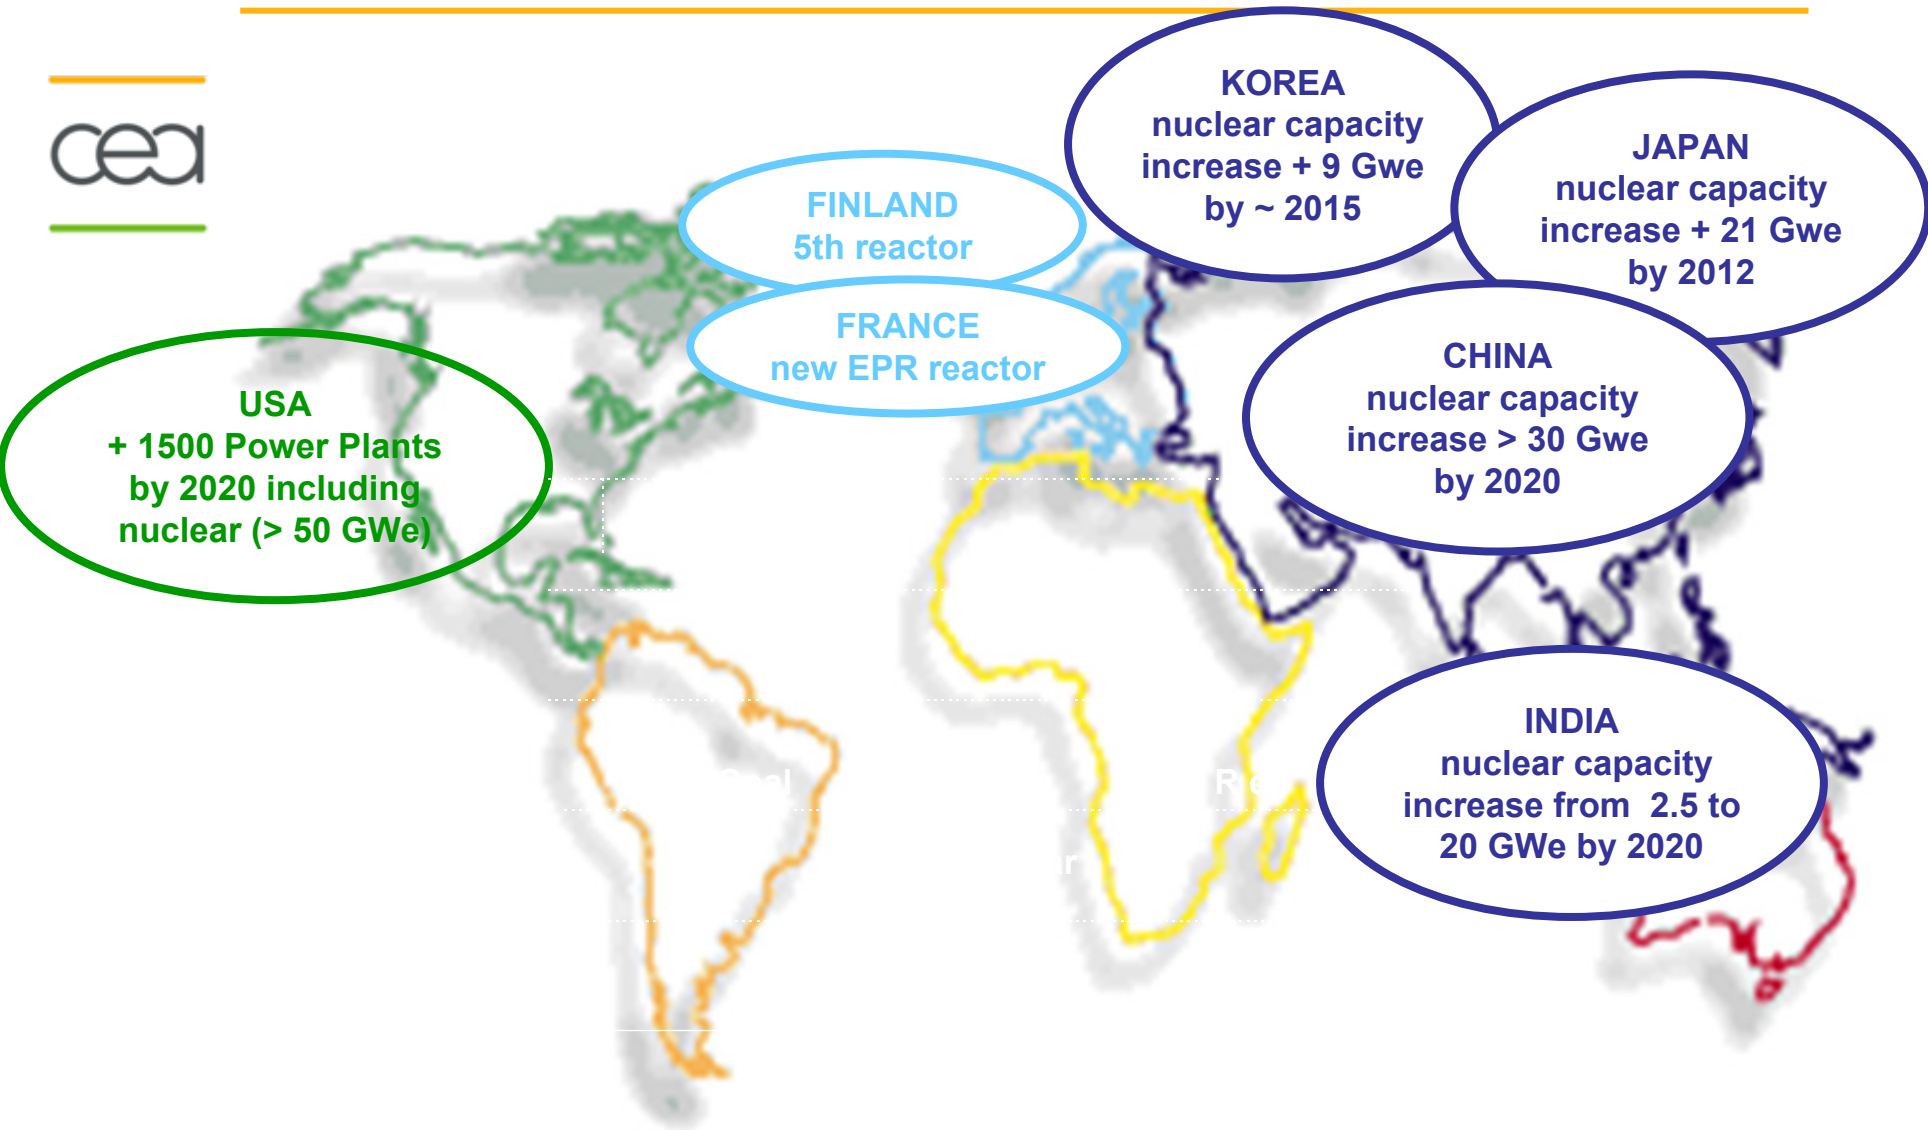 cea
KOREA
nuclear capacity
increase + 9 Gwe
by ~ 2015
JAPAN
nuclear capacity
increase + 21 Gwe
by 2012
FINLAND
5th reactor
FRANCE
new EPR reactor
CHINA
nuclear capacity
increase > 30 Gwe
by 2020
USA
+ 1500 Power Plants
by 2020 including
nuclear (> 50 GWe)
INDIA
nuclear capacity
increase from 2.5 to
20 GWe by 2020